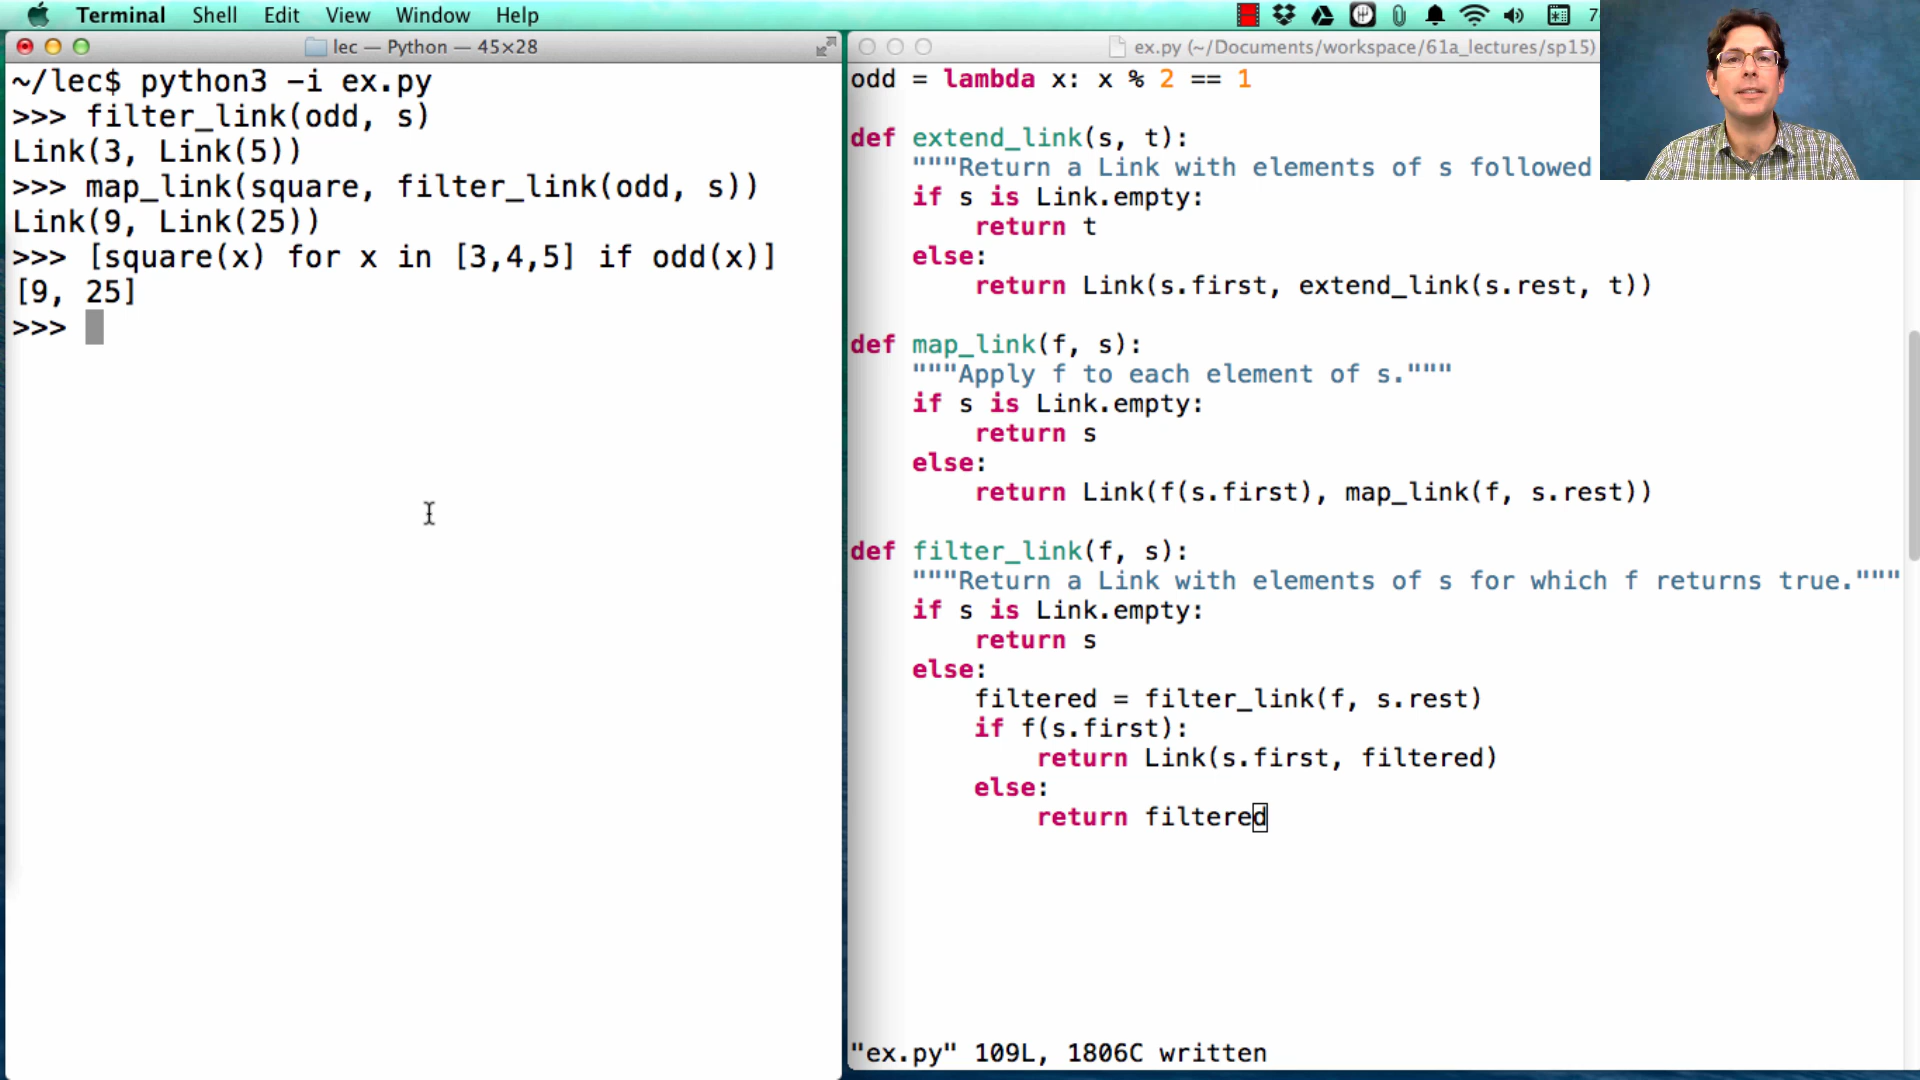 Terminal Shell Edit View Window Help
lec — Python — 45×28
~/lec$ python3 -i ex.py
>>> filter_link(odd, s)
Link(3, Link(5))
>>> map_link(square, filter_link(odd, s))
Link(9, Link(25))
>>> [square(x) for x in [3,4,5] if odd(x)]
[9, 25]
>>>
ex.py (~/Documents/workspace/61a_lectures/sp15)
odd = lambda x: x % 2 == 1
def extend_link(s, t):
"""Return a Link with elements of s followed
if s is Link.empty:
return t
else:
return Link(s.first, extend_link(s.rest, t))
def map_link(f, s):
"""Apply f to each element of s."""
if s is Link.empty:
return s
else:
return Link(f(s.first), map_link(f, s.rest))
def filter_link(f, s):
"""Return a Link with elements of s for which f returns true."""
if s is Link.empty:
return s
else:
filtered = filter_link(f, s.rest)
if f(s.first):
return Link(s.first, filtered)
else:
return filtered
"ex.py" 109L, 1806C written